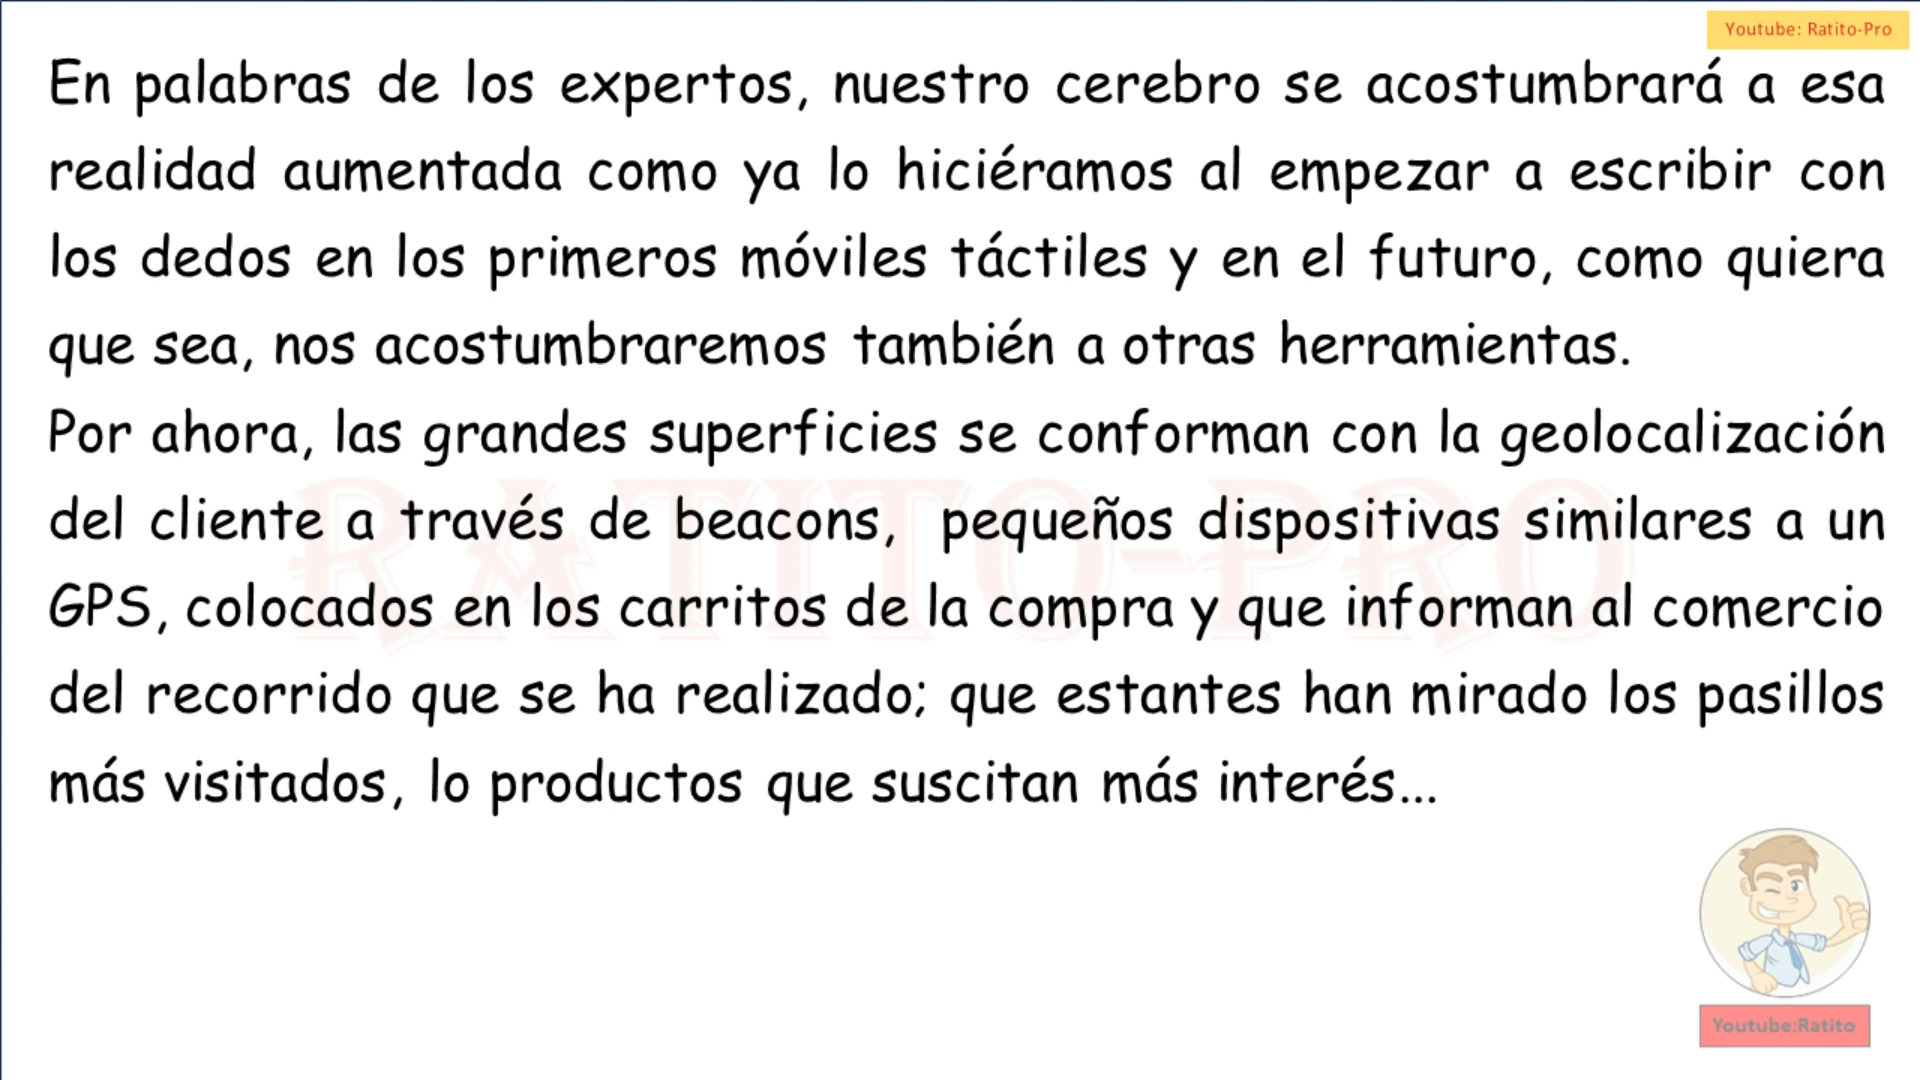 Youtube: Ratito-Pro
En palabras de los expertos, nuestro cerebro se acostumbrará a esa
realidad aumentada como ya lo hiciéramos al empezar a escribir con
los dedos en los primeros móviles táctiles y en el futuro, como quiera
que sea, nos acostumbraremos también a otras herramientas.
Por ahora, las grandes superficies se conforman con la geolocalización
del cliente a través de beacons, pequeños dispositivas similares a un
GPS, colocados en los carritos de la compra y que informan al comercio
del recorrido que se ha realizado; que estantes han mirado los pasillos
más visitados, lo productos que suscitan más interés...
RATITO-PRO
Youtube:Ratito